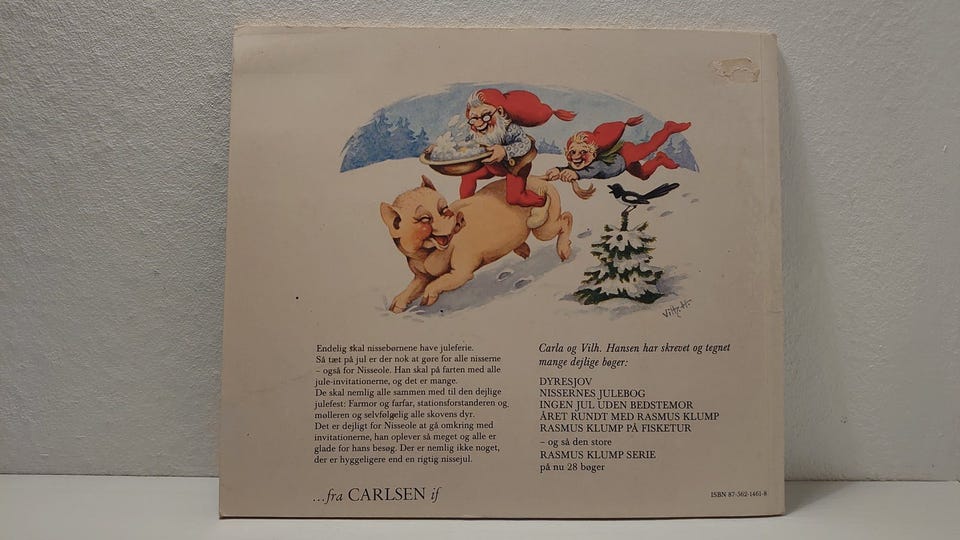 Vilh. H.
Endelig skal nissebørnene have juleferie.
Så tæt på jul er der nok at gøre for alle nisserne
– også for Nisseole. Han skal på farten med alle
jule-invitationerne, og det er mange.
De skal nemlig alle sammen med til den dejlige
julefest: Farmor og farfar, stationsforstanderen og
mølleren og selvfølgelig alle skovens dyr.
Det er dejligt for Nisseole at gå omkring med
invitationerne, han oplever så meget og alle er
glade for hans besøg. Der er nemlig ikke noget,
der er hyggeligere end en rigtig nissejul.
...fra CARLSEN if
Carla og Vilh. Hansen har skrevet og tegnet
mange dejlige bøger:
DYRESJOV
NISSERNES JULEBOG
INGEN JUL UDEN BEDSTEMOR
ÅRET RUNDT MED RASMUS KLUMP
RASMUS KLUMP PÅ FISKETUR
– og så den store
RASMUS KLUMP SERIE
på nu 28 bøger
ISBN 87-562-1461-8